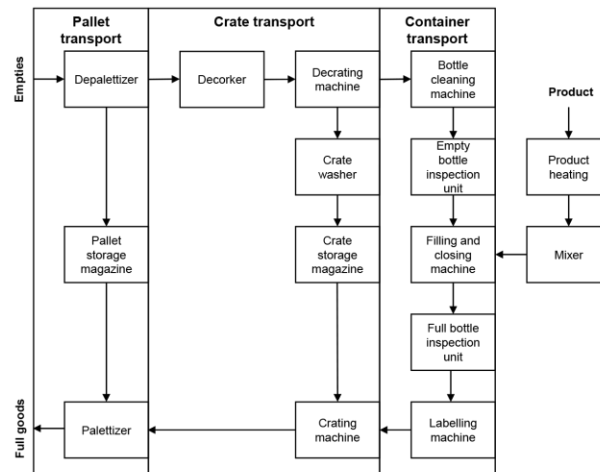 Pallet
transport
Crate transport
Container
transport
Empties
Depalettizer
Decorker
Decrating
machine
Bottle
cleaning
machine
Product
Crate
washer
Empty
bottle
inspection
unit
Product
heating
Pallet
storage
magazine
Crate
storage
magazine
Filling and
closing
machine
Mixer
Full bottle
inspection
unit
Full goods
Palettizer
Crating
machine
Labelling
machine